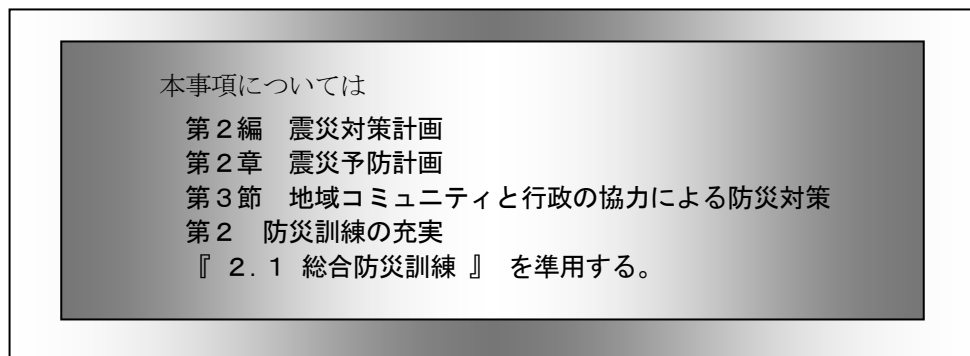 本事項については
第２編　震災対策計画
第２章　震災予防計画
第３節　地域コミュニティと行政の協力による防災対策
第２　防災訓練の充実
『 ２．１ 総合防災訓練 』 を準用する。